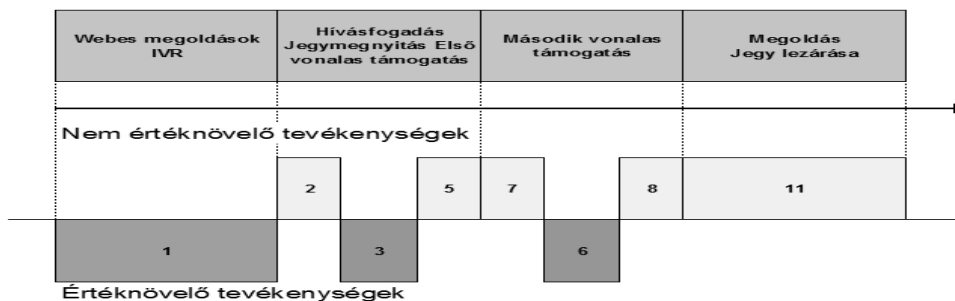 Webes megoldások
IVR
Hívásfogadás
Jegymegnyitás Első
vonalas támogatás
Második vonalas
támogatás
Megoldás
Jegy lezárása
Nem értéknövelő tevékenységek
2
5
7
8
11
1
3
6
Értéknövelő tevékenységek